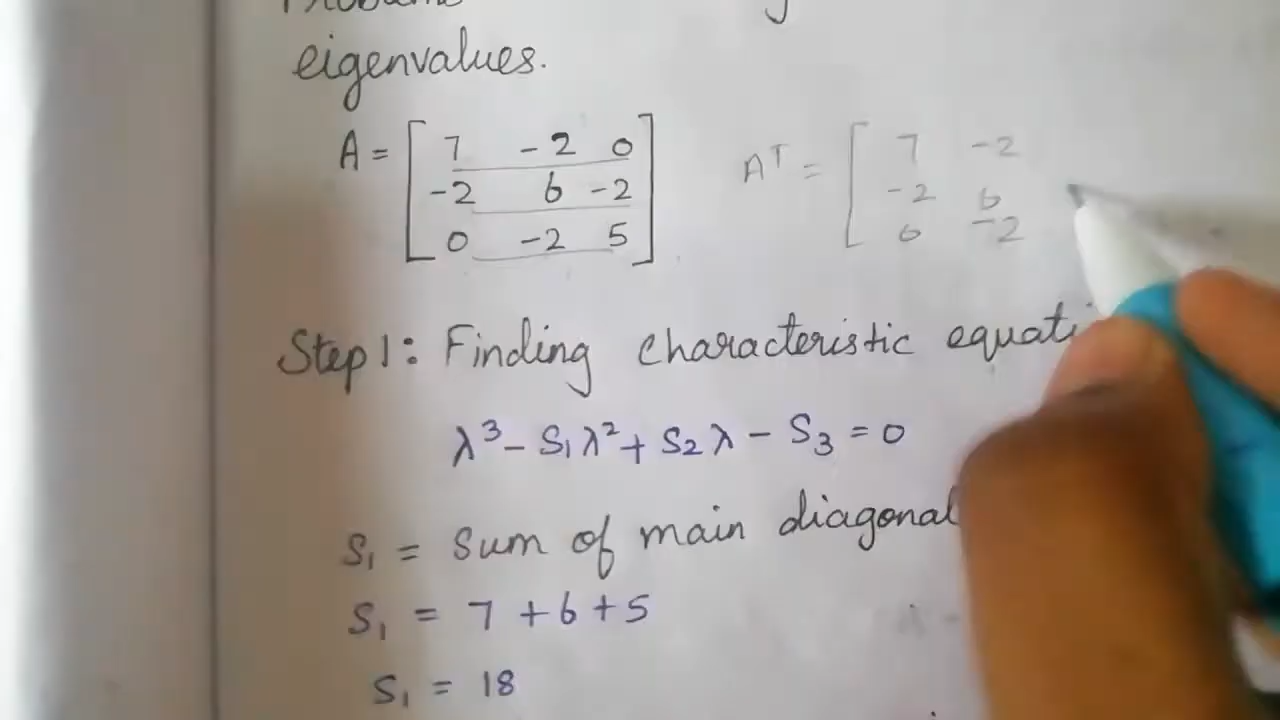 eigenvalues.
A = [ 7 -2 0
-2 6 -2
0 -2 5 ]
Aᵀ = [ 7 -2
-2 6
0 -2
Step 1: Finding characteristic equati
λ³ - S₁λ² + S₂λ - S₃ = 0
S₁ = Sum of main diagonal
S₁ = 7 + 6 + 5
S₁ = 18